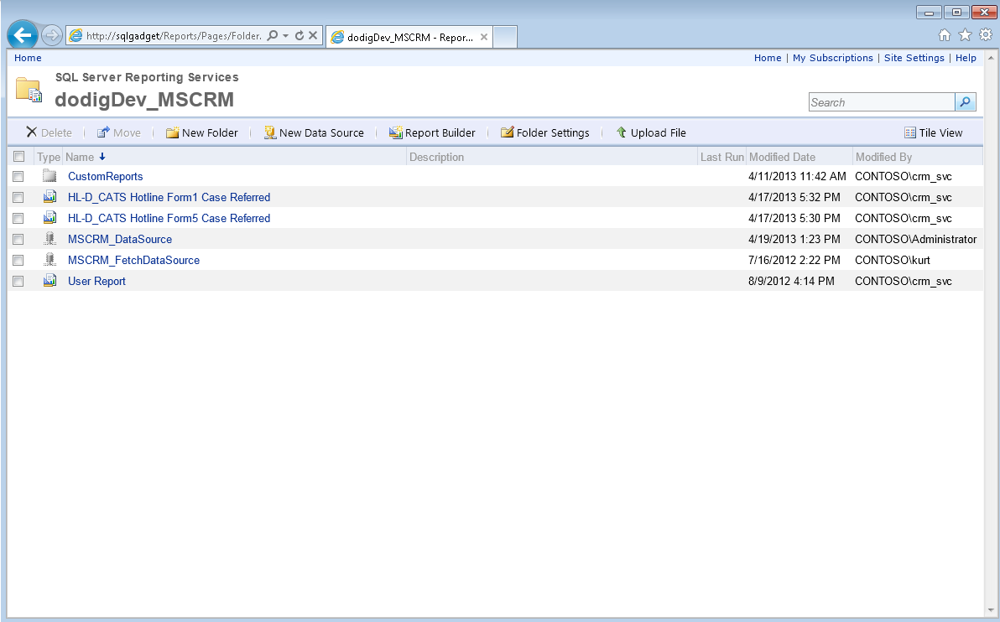 http://sqlgadget/Reports/Pages/Folder. dodigDev_MSCRM - Repor...
Home Home | My Subscriptions | Site Settings | Help
SQL Server Reporting Services
dodigDev_MSCRM
Search
Delete Move New Folder New Data Source Report Builder Folder Settings Upload File Tile View
Type Name Description Last Run Modified Date Modified By
CustomReports 4/11/2013 11:42 AM CONTOSO\crm_svc
HL-D_CATS Hotline Form1 Case Referred 4/17/2013 5:32 PM CONTOSO\crm_svc
HL-D_CATS Hotline Form5 Case Referred 4/17/2013 5:30 PM CONTOSO\crm_svc
MSCRM_DataSource 4/19/2013 1:23 PM CONTOSO\Administrator
MSCRM_FetchDataSource 7/16/2012 2:22 PM CONTOSO\kurt
User Report 8/9/2012 4:14 PM CONTOSO\crm_svc